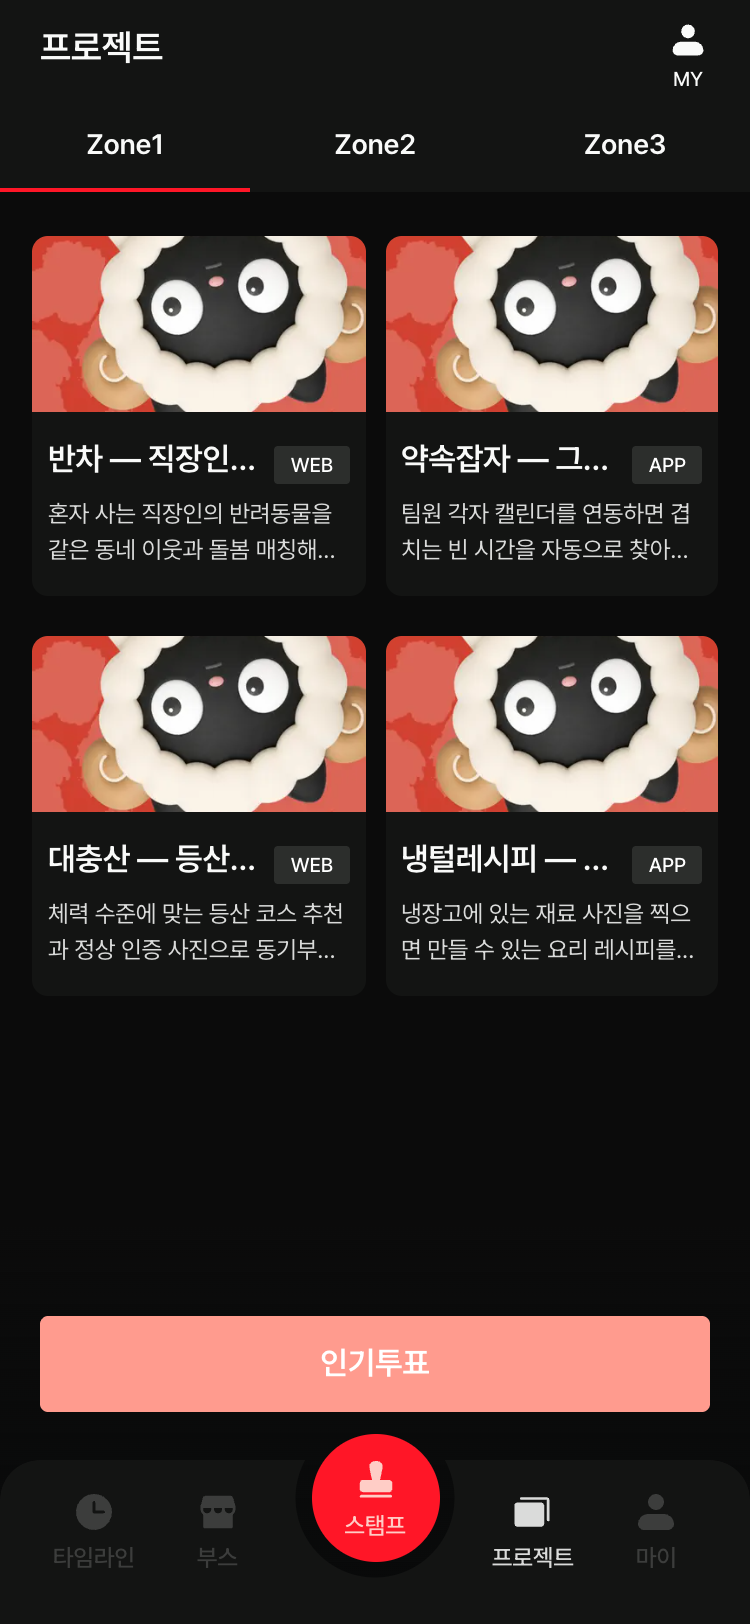 프로젝트
MY
Zone1
Zone2
Zone3
반차 — 직장인...
WEB
혼자 사는 직장인의 반려동물을
같은 동네 이웃과 돌봄 매칭해...
약속잡자 — 그...
APP
팀원 각자 캘린더를 연동하면 겹
치는 빈 시간을 자동으로 찾아...
대충산 — 등산...
WEB
체력 수준에 맞는 등산 코스 추천
과 정상 인증 사진으로 동기부...
냉털레시피 — ...
APP
냉장고에 있는 재료 사진을 찍으
면 만들 수 있는 요리 레시피를...
인기투표
타임라인
부스
스탬프
프로젝트
마이